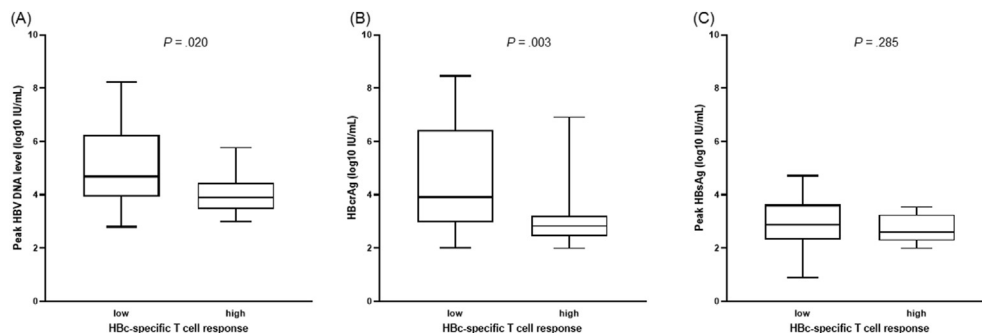 (A)
P = .020
Peak HBV DNA level (log10 IU/mL)
10
8
6
4
2
0
low
high
HBc-specific T cell response
(B)
P = .003
HBcrAg (log10 IU/mL)
10
8
6
4
2
0
low
high
HBc-specific T cell response
(C)
P = .285
Peak HBsAg (log10 IU/mL)
10
8
6
4
2
0
low
high
HBc-specific T cell response